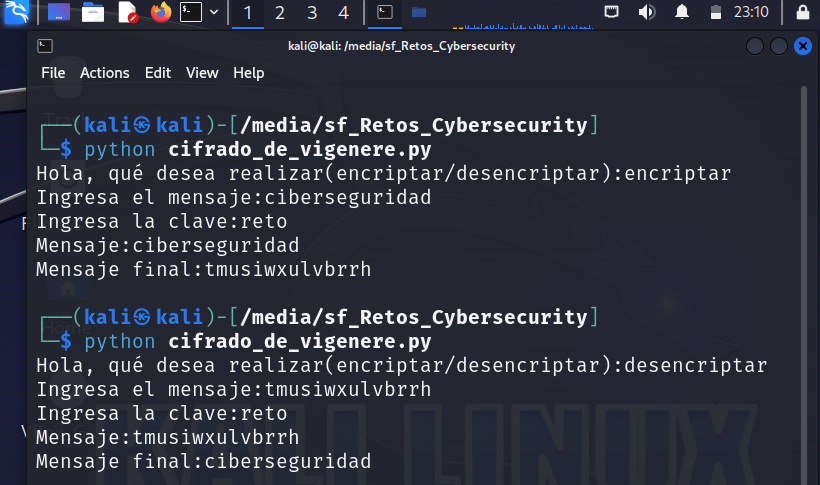 1 2 3 4 23:10
kali@kali: /media/sf_Retos_Cybersecurity
File Actions Edit View Help
┌──(kali㉿kali)-[/media/sf_Retos_Cybersecurity]
└─$ python cifrado_de_vigenere.py
Hola, qué desea realizar(encriptar/desencriptar):encriptar
Ingresa el mensaje:ciberseguridad
Ingresa la clave:reto
Mensaje:ciberseguridad
Mensaje final:tmusiwxulvbrrh
┌──(kali㉿kali)-[/media/sf_Retos_Cybersecurity]
└─$ python cifrado_de_vigenere.py
Hola, qué desea realizar(encriptar/desencriptar):desencriptar
Ingresa el mensaje:tmusiwxulvbrrh
Ingresa la clave:reto
Mensaje:tmusiwxulvbrrh
Mensaje final:ciberseguridad
KALI LINUX